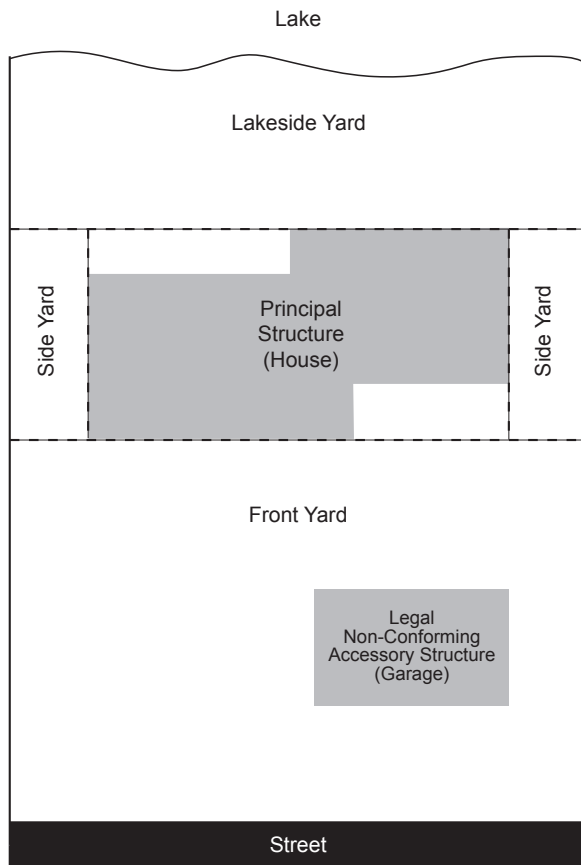 Lake
Lakeside Yard
Side Yard
Principal
Structure
(House)
Side Yard
Front Yard
Legal
Non-Conforming
Accessory Structure
(Garage)
Street